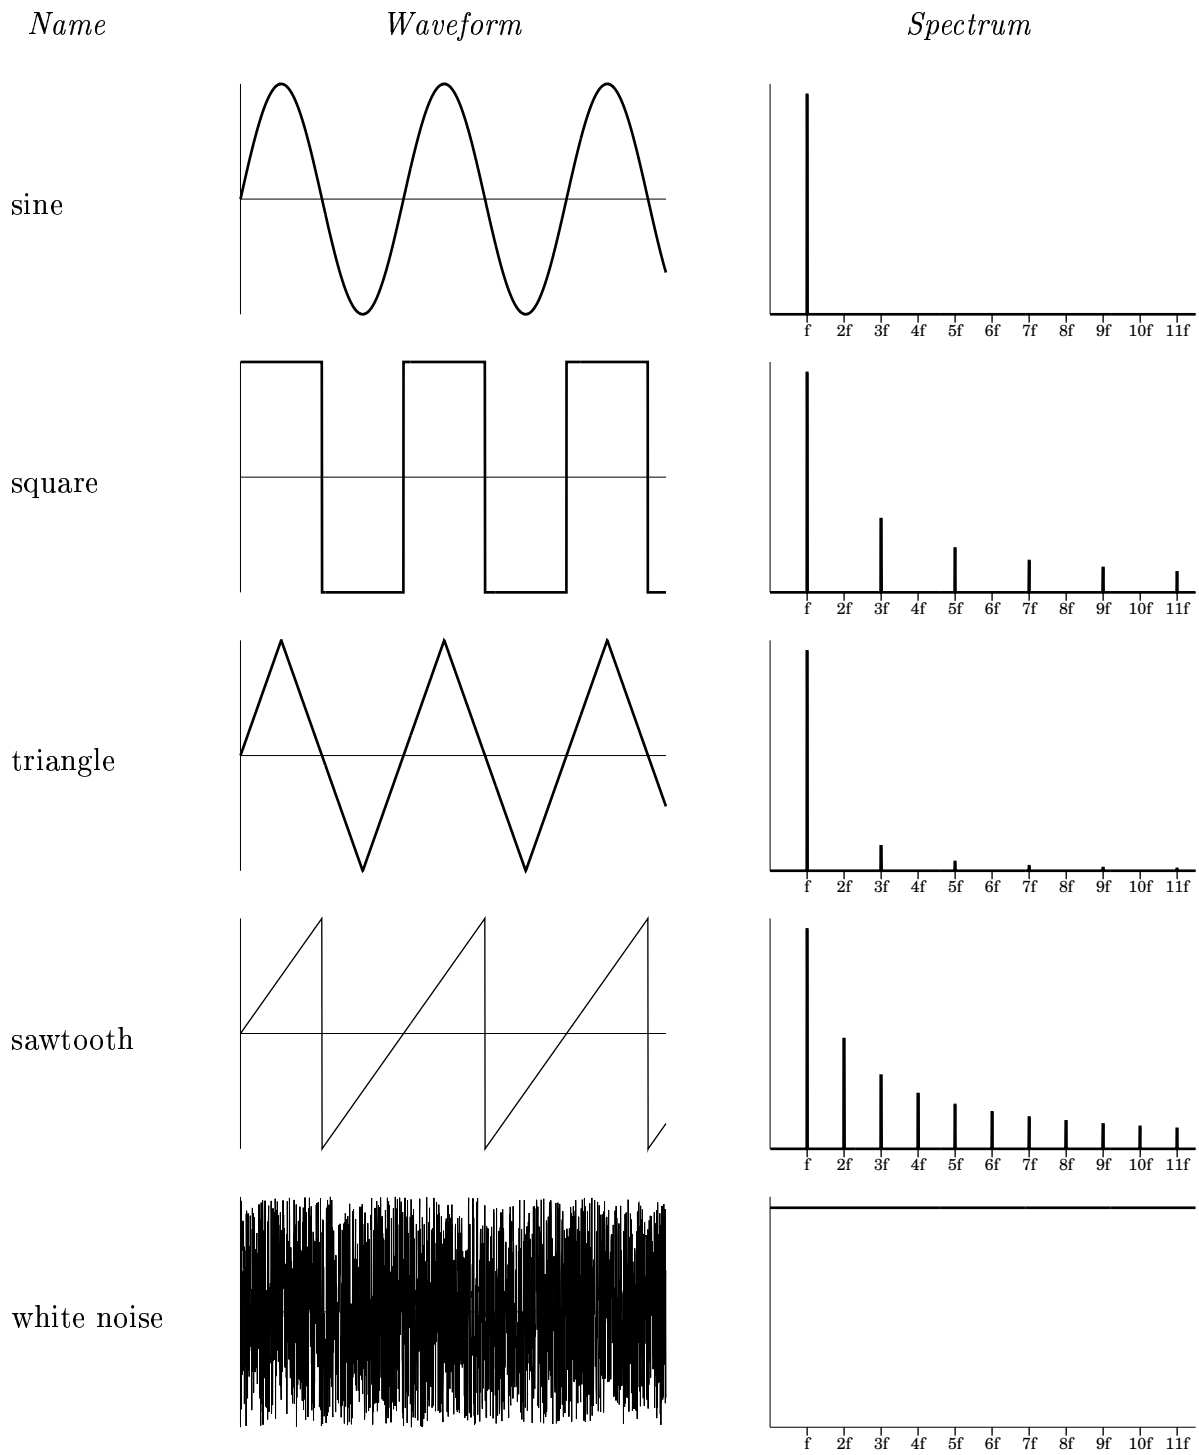 Name Waveform Spectrum
sine
f 2f 3f 4f 5f 6f 7f 8f 9f 10f 11f
square
f 2f 3f 4f 5f 6f 7f 8f 9f 10f 11f
triangle
f 2f 3f 4f 5f 6f 7f 8f 9f 10f 11f
sawtooth
f 2f 3f 4f 5f 6f 7f 8f 9f 10f 11f
white noise
f 2f 3f 4f 5f 6f 7f 8f 9f 10f 11f